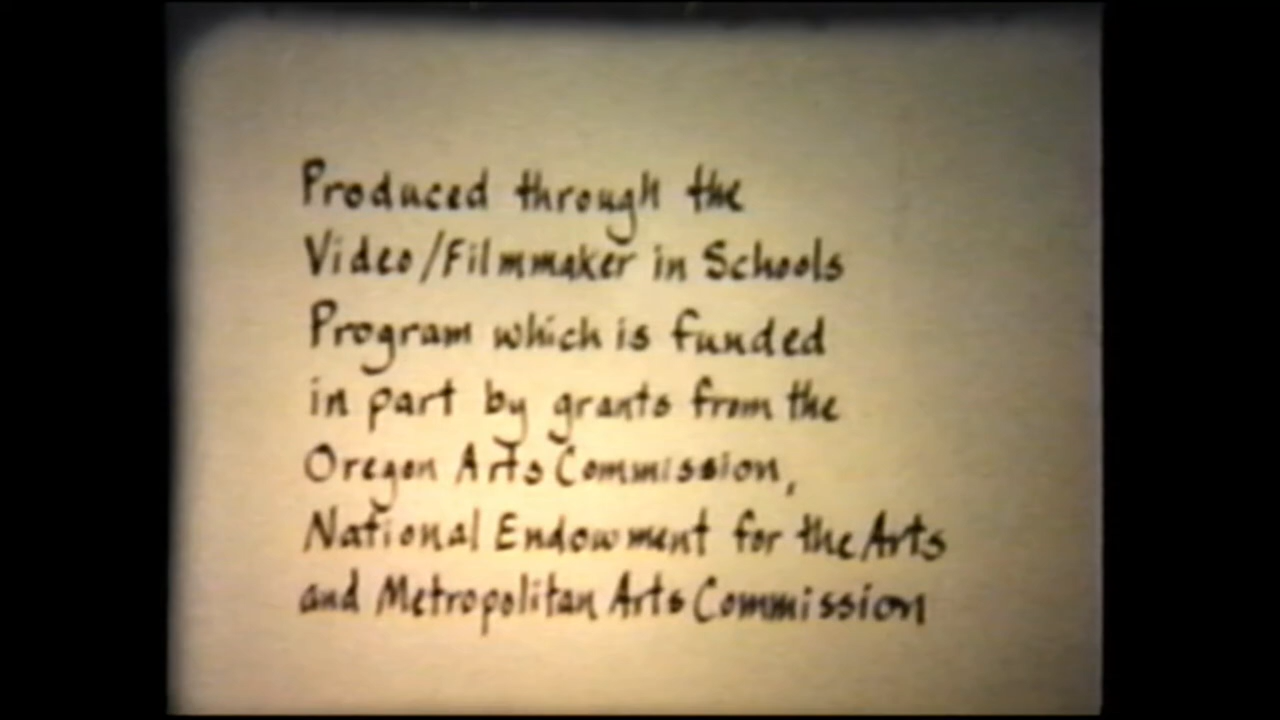 Produced through the
Video/Filmmaker in Schools
Program which is funded
in part by grants from the
Oregon Arts Commission,
National Endowment for the Arts
and Metropolitan Arts Commission